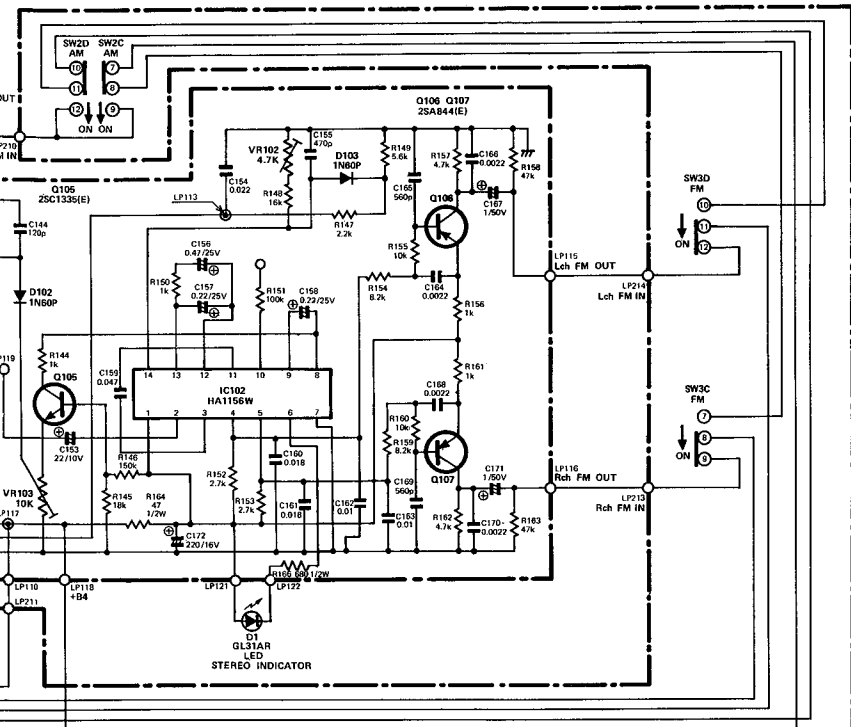 SW2D SW2C
AM AM
10 7
11 8
12 9
ON ON
OUT
P210
M IN
Q105
2SC1335(E)
Q106 Q107
2SA844(E)
C144
120p
D102
1N60P
LP113
C154
0.022
VR102
4.7K
C155
470p
D103
1N60P
R149
5.6k
R148
16k
R147
2.2k
C165
560p
R157
4.7k
C166
0.0022
C167
1/50V
R158
47k
Q106
R155
10k
R154
8.2k
C164
0.0022
R156
1k
LP115
Lch FM OUT
LP214
Lch FM IN
SW3D
FM
10
11
12
ON
C156
0.47/25V
R150
1k
C157
0.22/25V
R151
100k
C158
0.22/25V
P119
R144
1k
Q105
C159
0.047
14 13 12 11 10 9 8
IC102
HA1156W
1 2 3 4 5 6 7
R161
1k
C168
0.0022
R160
10k
R159
8.2k
Q107
SW3C
FM
7
8
9
ON
C153
22/10V
R146
150k
R152
2.7k
C160
0.018
VR103
10K
R145
18k
R164
47
1/2W
R153
2.7k
C161
0.018
C162
0.01
C169
560p
C163
0.01
C171
1/50V
LP116
Rch FM OUT
LP213
Rch FM IN
R162
4.7k
C170
0.0022
R163
47k
LP117
C172
220/16V
R166 680 1/2W
LP110
LP118
+B4
LP211
LP121 LP122
D1
GL31AR
LED
STEREO INDICATOR